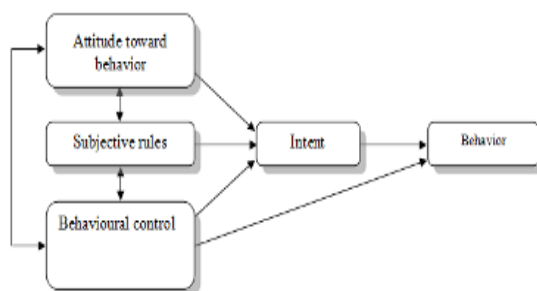 Attitude toward
behavior
Subjective rules
Intent
Behavior
Behavioural control